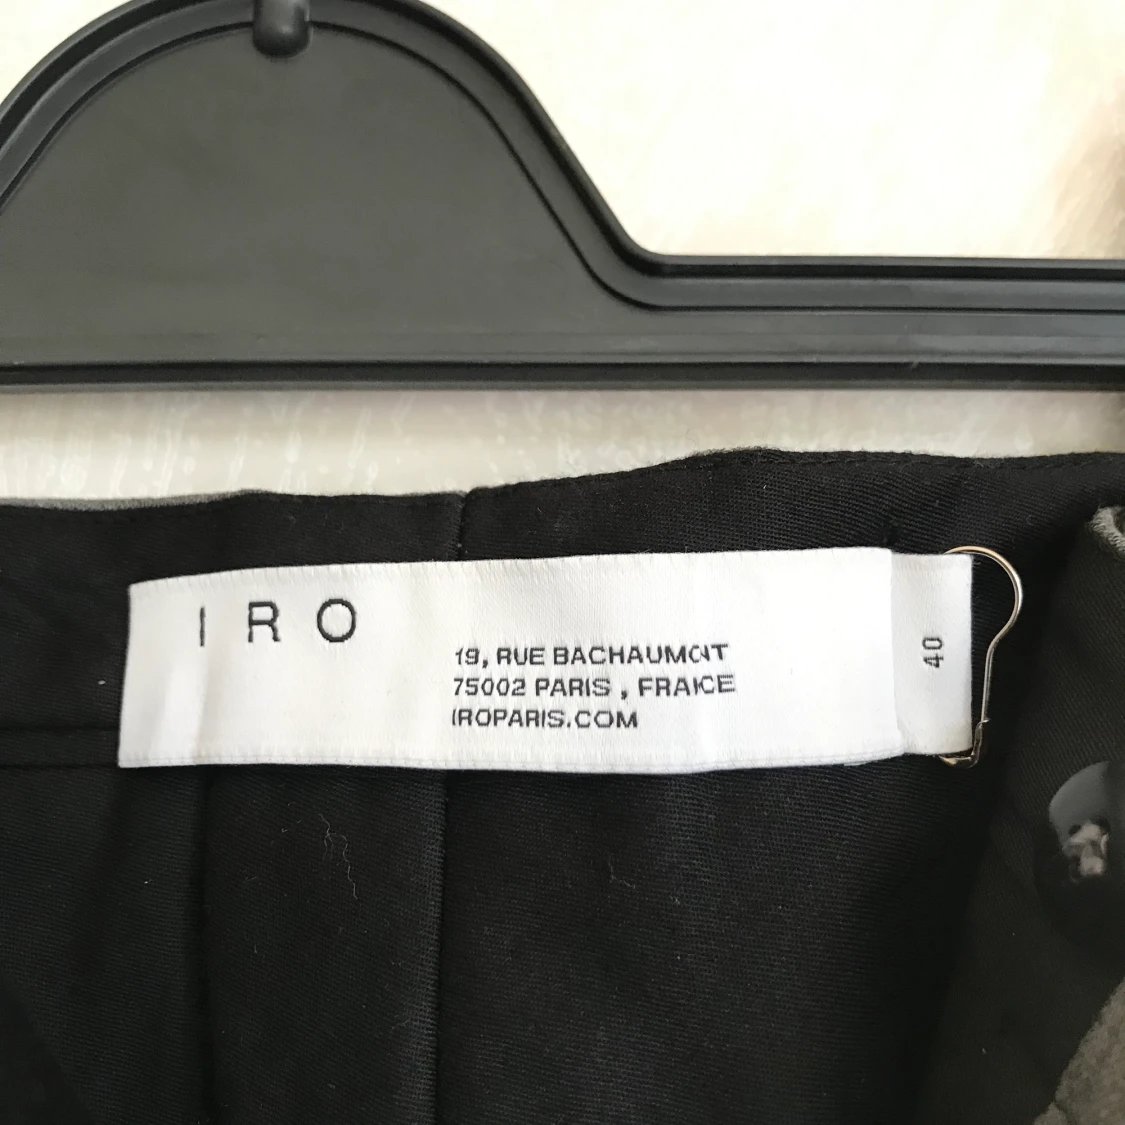 IRO
19, RUE BACHAUMONT
75002 PARIS , FRANCE
IROPARIS.COM
40